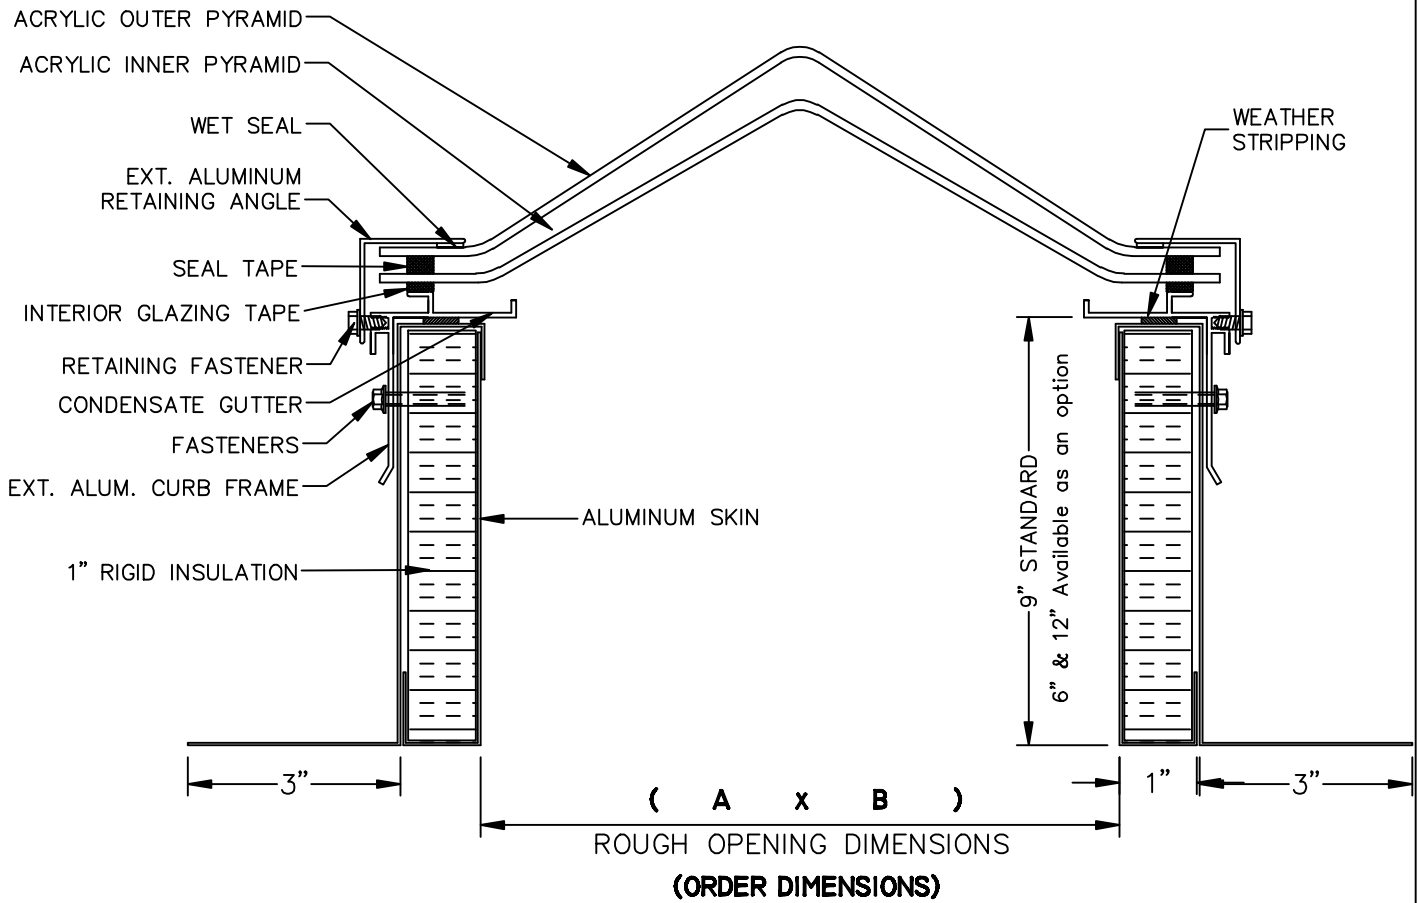 ACRYLIC OUTER PYRAMID
ACRYLIC INNER PYRAMID
WET SEAL
EXT. ALUMINUM
RETAINING ANGLE
SEAL TAPE
INTERIOR GLAZING TAPE
RETAINING FASTENER
CONDENSATE GUTTER
FASTENERS
EXT. ALUM. CURB FRAME
1” RIGID INSULATION
ALUMINUM SKIN
WEATHER
STRIPPING
9” STANDARD
6” & 12” Available as an option
3”
1”
3”
( A x B )
ROUGH OPENING DIMENSIONS
(ORDER DIMENSIONS)